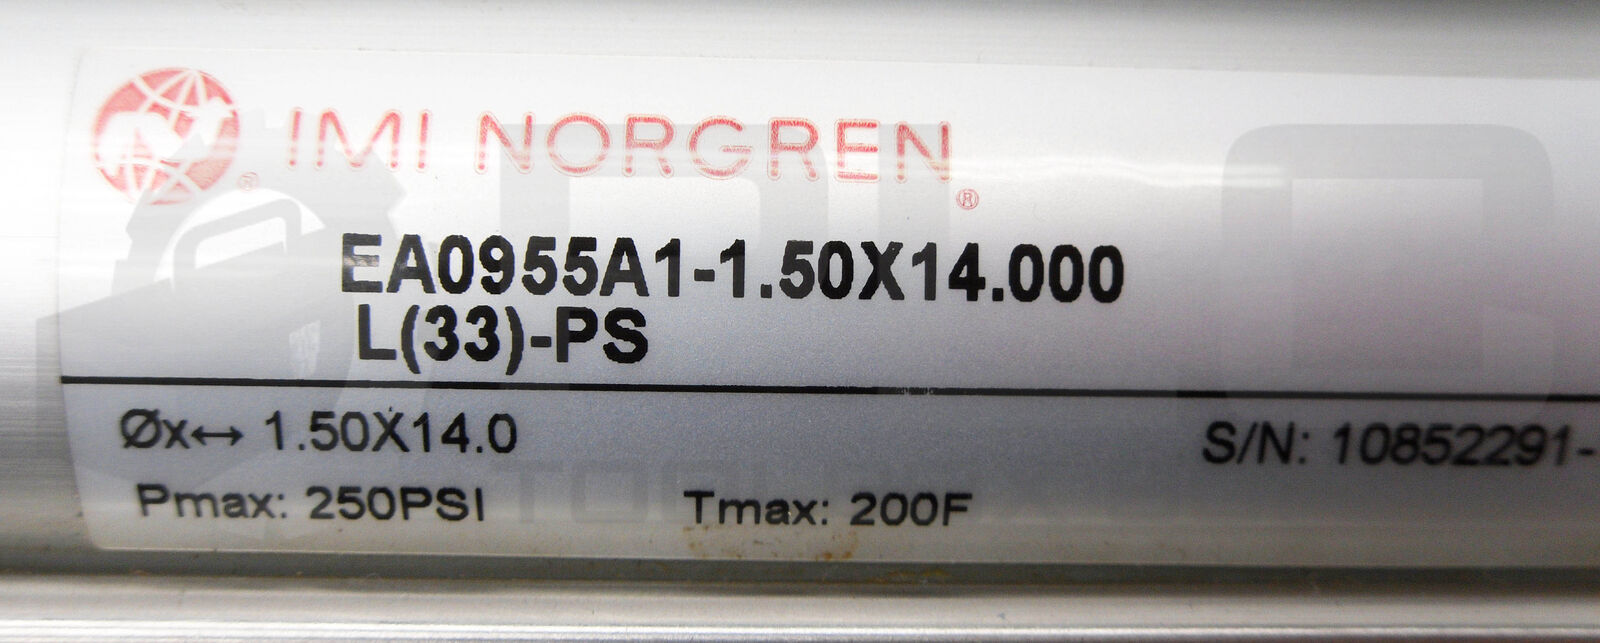 IMI NORGREN®
EA0955A1-1.50X14.000
L(33)-PS
Øx↔ 1.50X14.0
S/N: 10852291-
Pmax: 250PSI Tmax: 200F